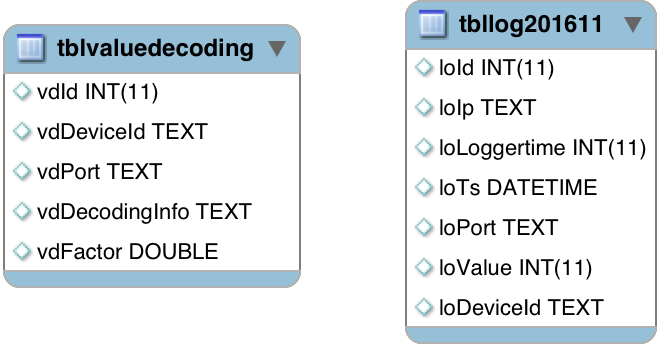 tblvaluedecoding
vdId INT(11)
vdDeviceId TEXT
vdPort TEXT
vdDecodingInfo TEXT
vdFactor DOUBLE
tbllog201611
loId INT(11)
loIp TEXT
loLoggertime INT(11)
loTs DATETIME
loPort TEXT
loValue INT(11)
loDeviceId TEXT